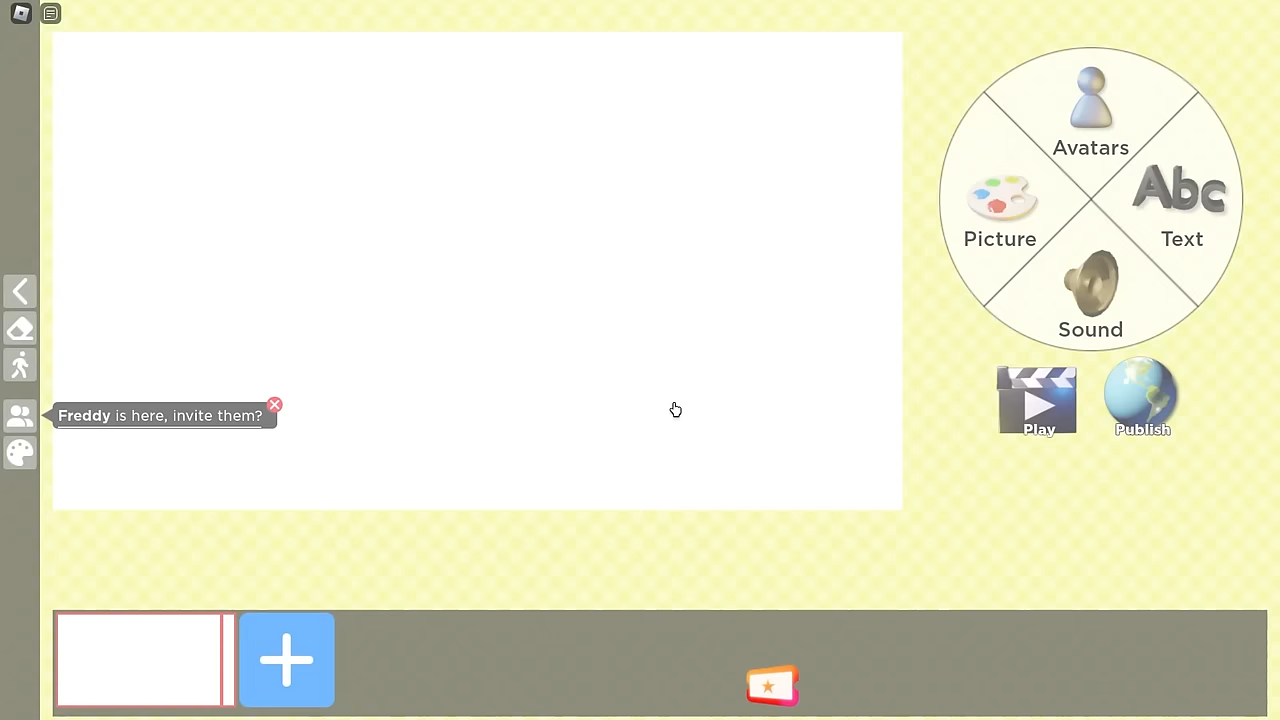 Avatars
Abc
Picture
Text
Sound
Freddy is here, invite them?
Play
Publish